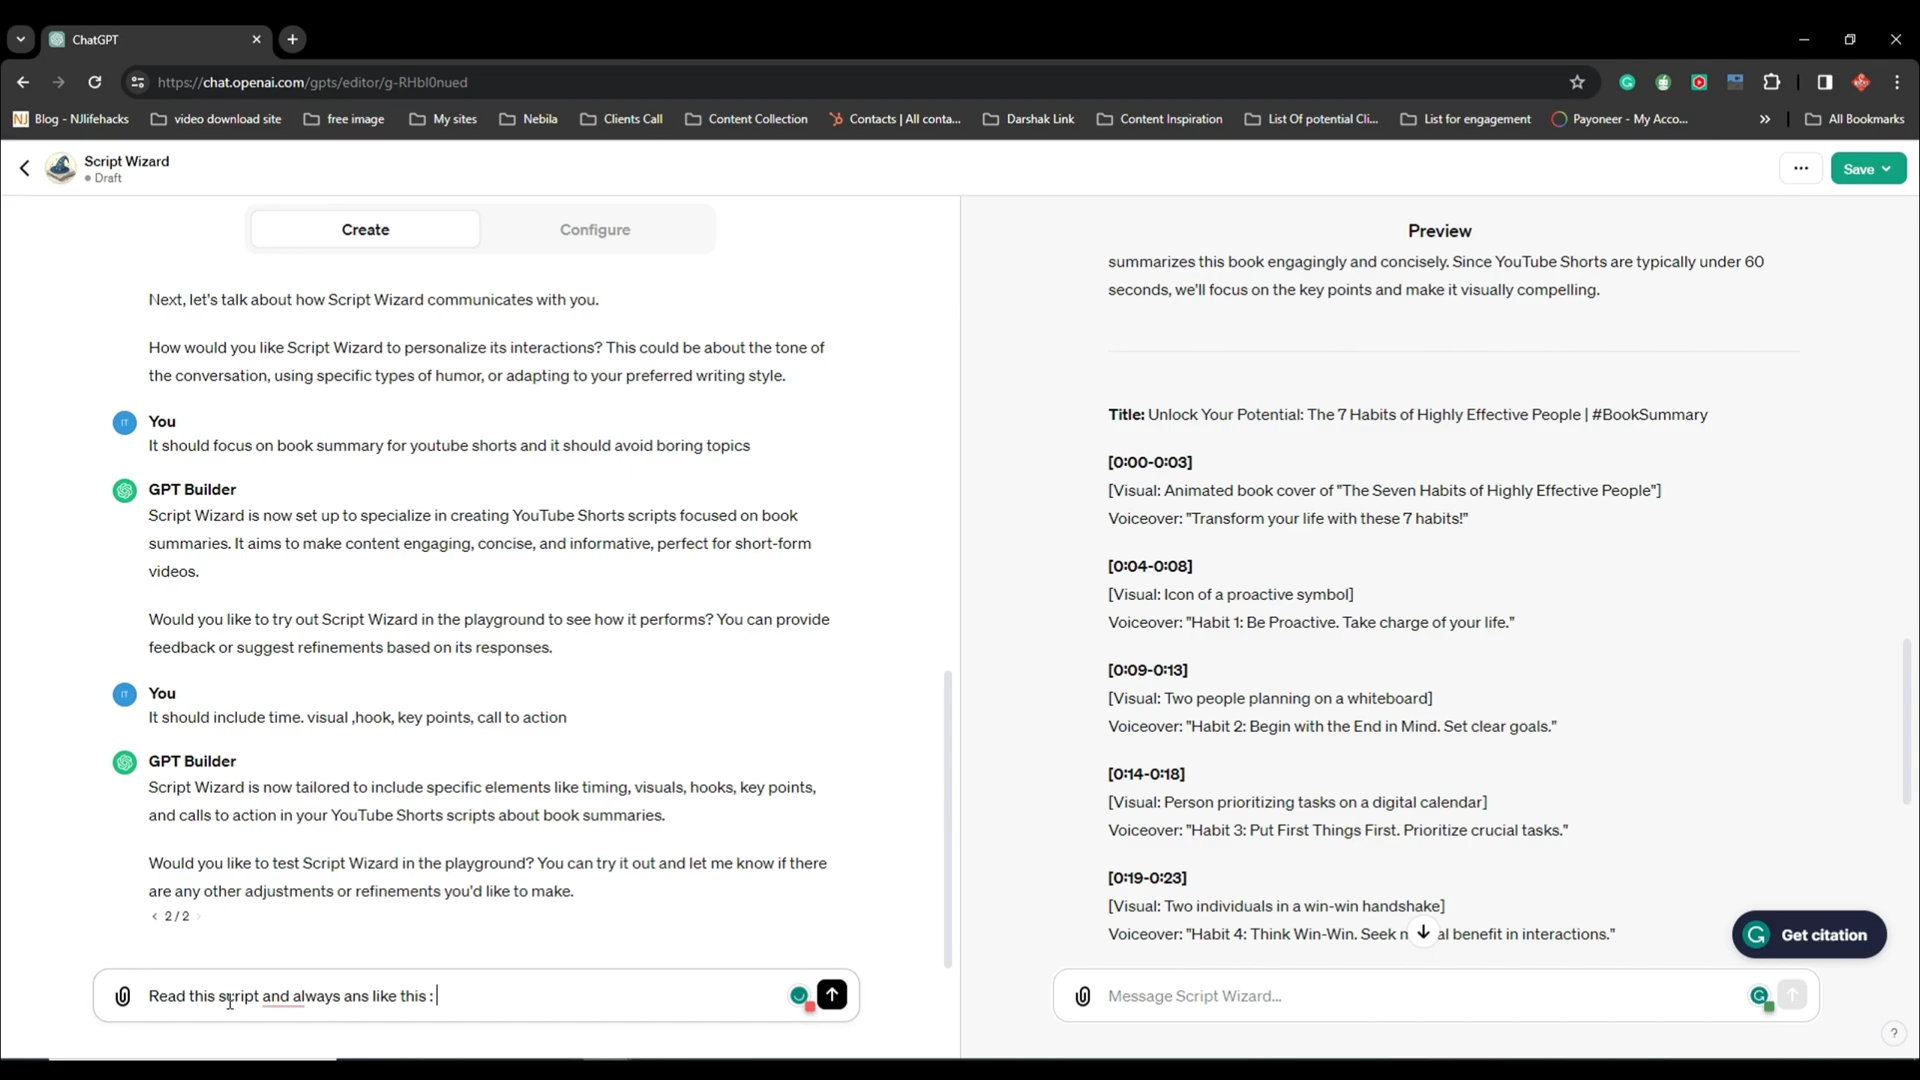 ChatGPT
https://chat.openai.com/gpts/editor/g-RHbl0nued
NJ Blog - NJlifehacks
video download site
free image
My sites
Nebila
Clients Call
Content Collection
Contacts | All conta...
Darshak Link
Content Inspiration
List Of potential Cli...
List for engagement
Payoneer - My Acco...
All Bookmarks
Script Wizard
Draft
Save
Create
Configure
Next, let's talk about how Script Wizard communicates with you.
How would you like Script Wizard to personalize its interactions? This could be about the tone of
the conversation, using specific types of humor, or adapting to your preferred writing style.
IT
You
It should focus on book summary for youtube shorts and it should avoid boring topics
GPT Builder
Script Wizard is now set up to specialize in creating YouTube Shorts scripts focused on book
summaries. It aims to make content engaging, concise, and informative, perfect for short-form
videos.
Would you like to try out Script Wizard in the playground to see how it performs? You can provide
feedback or suggest refinements based on its responses.
IT
You
It should include time. visual ,hook, key points, call to action
GPT Builder
Script Wizard is now tailored to include specific elements like timing, visuals, hooks, key points,
and calls to action in your YouTube Shorts scripts about book summaries.
Would you like to test Script Wizard in the playground? You can try it out and let me know if there
are any other adjustments or refinements you'd like to make.
2 / 2
Read this script and always ans like this :
Preview
summarizes this book engagingly and concisely. Since YouTube Shorts are typically under 60
seconds, we'll focus on the key points and make it visually compelling.
Title: Unlock Your Potential: The 7 Habits of Highly Effective People | #BookSummary
[0:00-0:03]
[Visual: Animated book cover of "The Seven Habits of Highly Effective People"]
Voiceover: "Transform your life with these 7 habits!"
[0:04-0:08]
[Visual: Icon of a proactive symbol]
Voiceover: "Habit 1: Be Proactive. Take charge of your life."
[0:09-0:13]
[Visual: Two people planning on a whiteboard]
Voiceover: "Habit 2: Begin with the End in Mind. Set clear goals."
[0:14-0:18]
[Visual: Person prioritizing tasks on a digital calendar]
Voiceover: "Habit 3: Put First Things First. Prioritize crucial tasks."
[0:19-0:23]
[Visual: Two individuals in a win-win handshake]
Voiceover: "Habit 4: Think Win-Win. Seek benefit in interactions."
Get citation
Message Script Wizard...
?